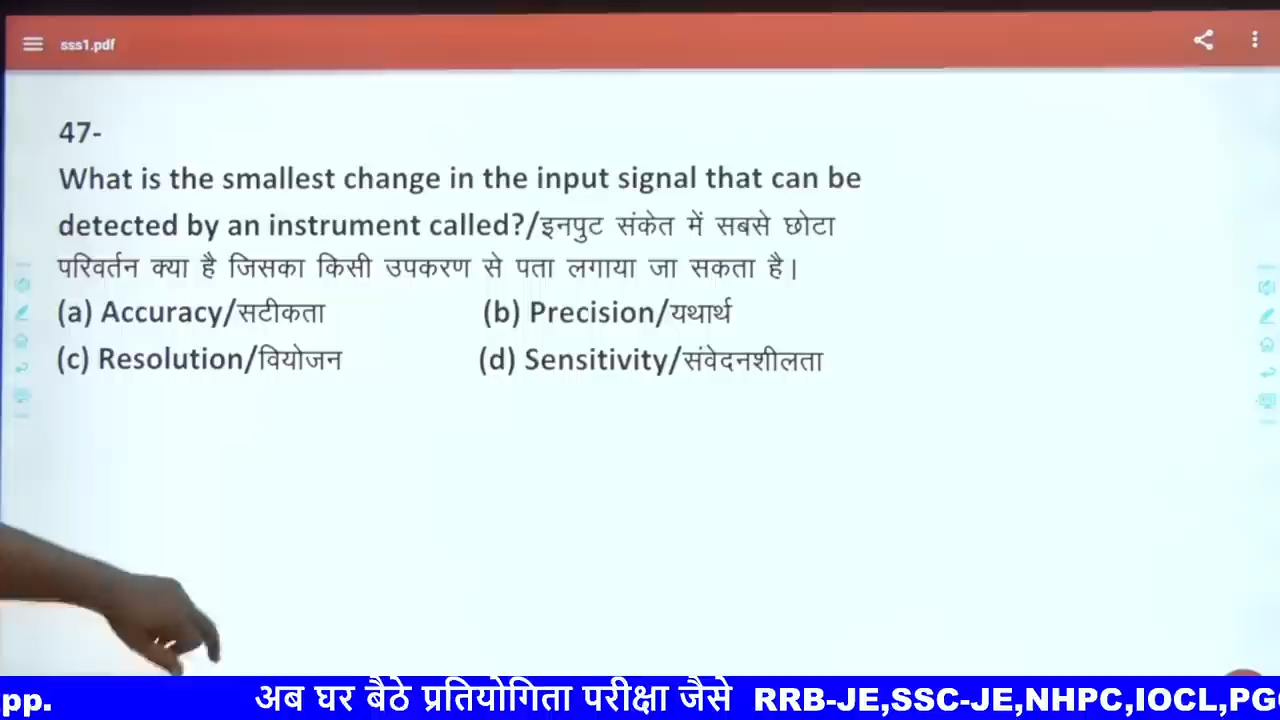 sss1.pdf
47-
What is the smallest change in the input signal that can be
detected by an instrument called?/इनपुट संकेत में सबसे छोटा
परिवर्तन क्या है जिसका किसी उपकरण से पता लगाया जा सकता है।
(a) Accuracy/सटीकता (b) Precision/यथार्थ
(c) Resolution/वियोजन (d) Sensitivity/संवेदनशीलता
pp. अब घर बैठे प्रतियोगिता परीक्षा जैसे RRB-JE,SSC-JE,NHPC,IOCL,PG